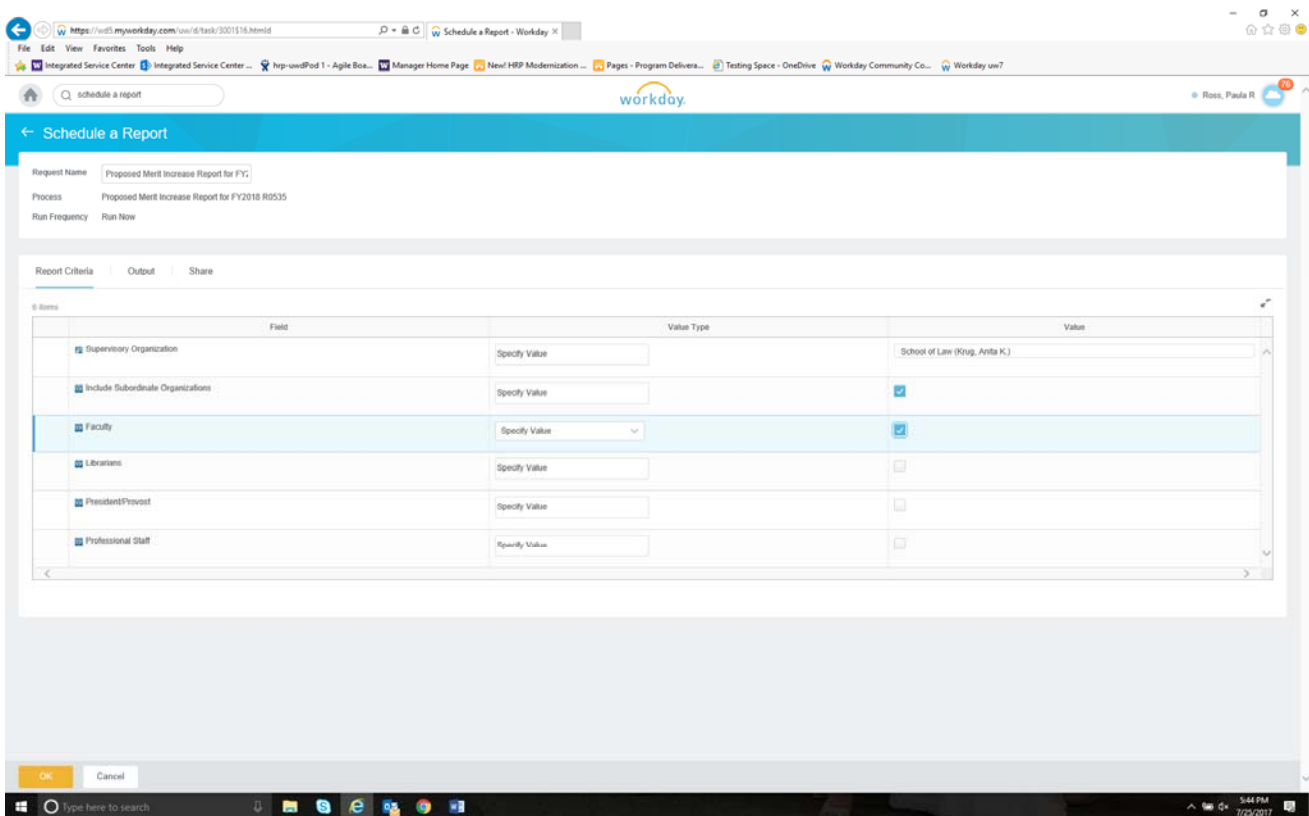 https://wd5.myworkday.com/uw/d/task/3001$16.htmld
Schedule a Report - Workday
File Edit View Favorites Tools Help
Integrated Service Center Integrated Service Center ... hrp-uwdPod 1 - Agile Boa... Manager Home Page New! HRP Modernization ... Pages - Program Delivera... Testing Space - OneDrive Workday Community Co... Workday uw7
schedule a report
workday.
Ross, Paula R
76
← Schedule a Report
Request Name Proposed Merit Increase Report for FY2
Process Proposed Merit Increase Report for FY2018 R0535
Run Frequency Run Now
Report Criteria Output Share
6 items
Field Value Type Value
Supervisory Organization Specify Value School of Law (Krug, Anita K.)
Include Subordinate Organizations Specify Value
Faculty Specify Value
Librarians Specify Value
President/Provost Specify Value
Professional Staff Specify Value
OK Cancel
Type here to search
5:44 PM
7/25/2017